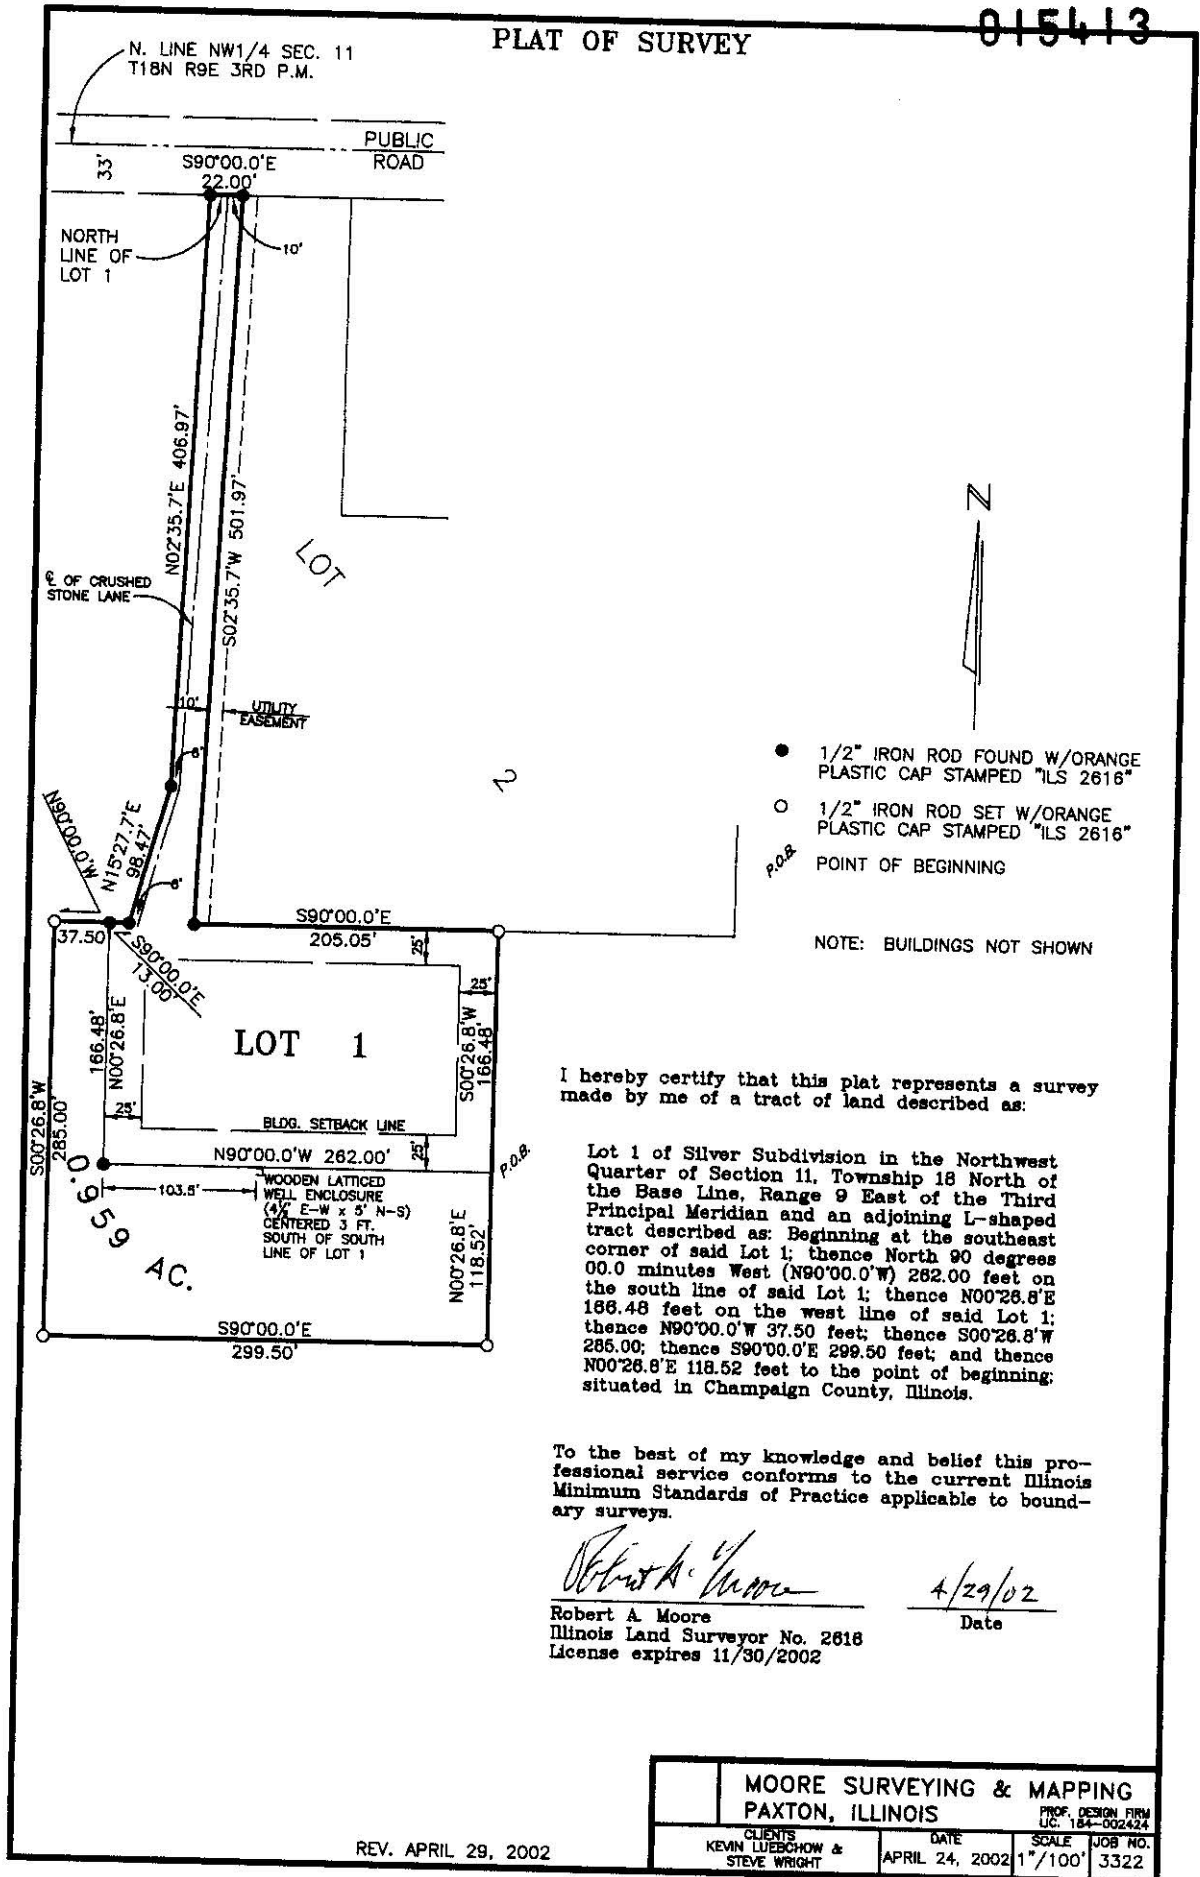 015413
PLAT OF SURVEY
N. LINE NW1/4 SEC. 11
T18N R9E 3RD P.M.
PUBLIC
ROAD
33'
S90°00.0'E
22.00'
NORTH
LINE OF
LOT 1
10'
N02°35.7'E 406.97'
S02°35.7'W 501.97'
LOT
℄ OF CRUSHED
STONE LANE
N
10'
UTILITY
EASEMENT
6'
● 1/2" IRON ROD FOUND W/ORANGE
PLASTIC CAP STAMPED "ILS 2616"
○ 1/2" IRON ROD SET W/ORANGE
PLASTIC CAP STAMPED "ILS 2616"
P.O.B. POINT OF BEGINNING
2
N90°00.0'W
N15°27.7'E
98.47'
6'
37.50'
S90°00.0'E
13.00'
S90°00.0'E
205.05'
25'
NOTE: BUILDINGS NOT SHOWN
25'
166.48'
N00°26.8'E
LOT 1
S00°26.8'W
166.48'
S00°26.8'W
285.00'
25'
BLDG. SETBACK LINE
25'
N90°00.0'W 262.00'
P.O.B.
103.5'
WOODEN LATTICED
WELL ENCLOSURE
(4½' E-W x 5' N-S)
CENTERED 3 FT.
SOUTH OF SOUTH
LINE OF LOT 1
0.959 AC.
N00°26.8'E
118.52'
S90°00.0'E
299.50'
I hereby certify that this plat represents a survey
made by me of a tract of land described as:
Lot 1 of Silver Subdivision in the Northwest
Quarter of Section 11, Township 18 North of
the Base Line, Range 9 East of the Third
Principal Meridian and an adjoining L-shaped
tract described as: Beginning at the southeast
corner of said Lot 1; thence North 90 degrees
00.0 minutes West (N90°00.0'W) 262.00 feet on
the south line of said Lot 1; thence N00°26.8'E
166.48 feet on the west line of said Lot 1;
thence N90°00.0'W 37.50 feet; thence S00°26.8'W
285.00; thence S90°00.0'E 299.50 feet; and thence
N00°26.8'E 118.52 feet to the point of beginning;
situated in Champaign County, Illinois.
To the best of my knowledge and belief this pro-
fessional service conforms to the current Illinois
Minimum Standards of Practice applicable to bound-
ary surveys.
Robert A. Moore
4/29/02
Robert A. Moore
Date
Illinois Land Surveyor No. 2616
License expires 11/30/2002
MOORE SURVEYING & MAPPING
PAXTON, ILLINOIS
PROF. DESIGN FIRM
LIC. 184-002424
CLIENTS
KEVIN LUEBCHOW &
STEVE WRIGHT
DATE
APRIL 24, 2002
SCALE
1"/100'
JOB NO.
3322
REV. APRIL 29, 2002